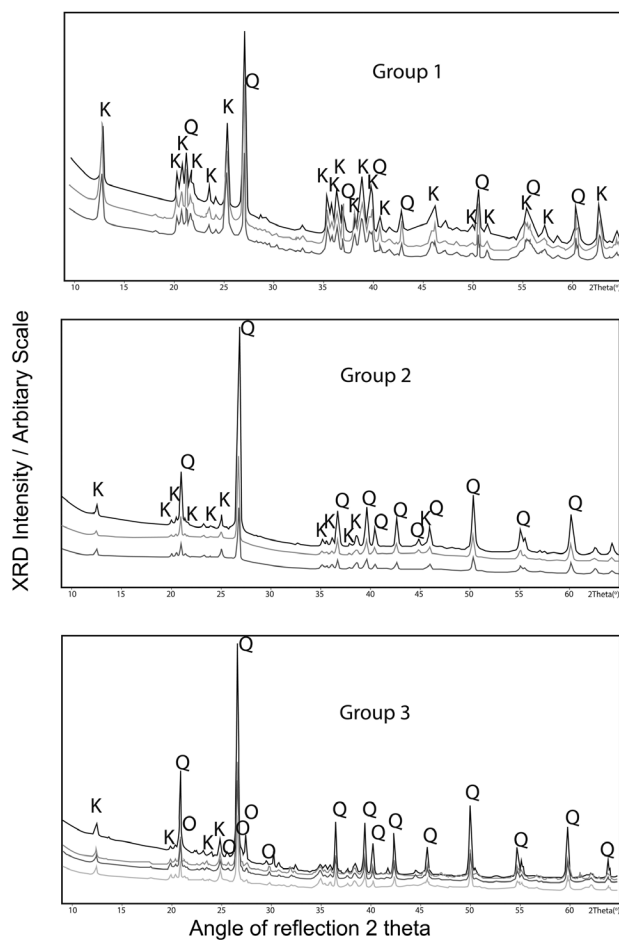 XRD Intensity / Arbitary Scale
Group 1
K K K Q K K K Q K K K Q K K K Q K Q K K Q K K Q K Q K
10 15 20 25 30 35 40 45 50 55 60 2Theta(°)
Group 2
K K K Q K K K Q K K Q K K Q Q Q Q K Q Q Q Q
10 15 20 25 30 35 40 45 50 55 60 2Theta(°)
Group 3
K K Q O K K O Q O O O Q Q Q Q Q Q Q Q Q
10 15 20 25 30 35 40 45 50 55 60 2Theta(°)
Angle of reflection 2 theta